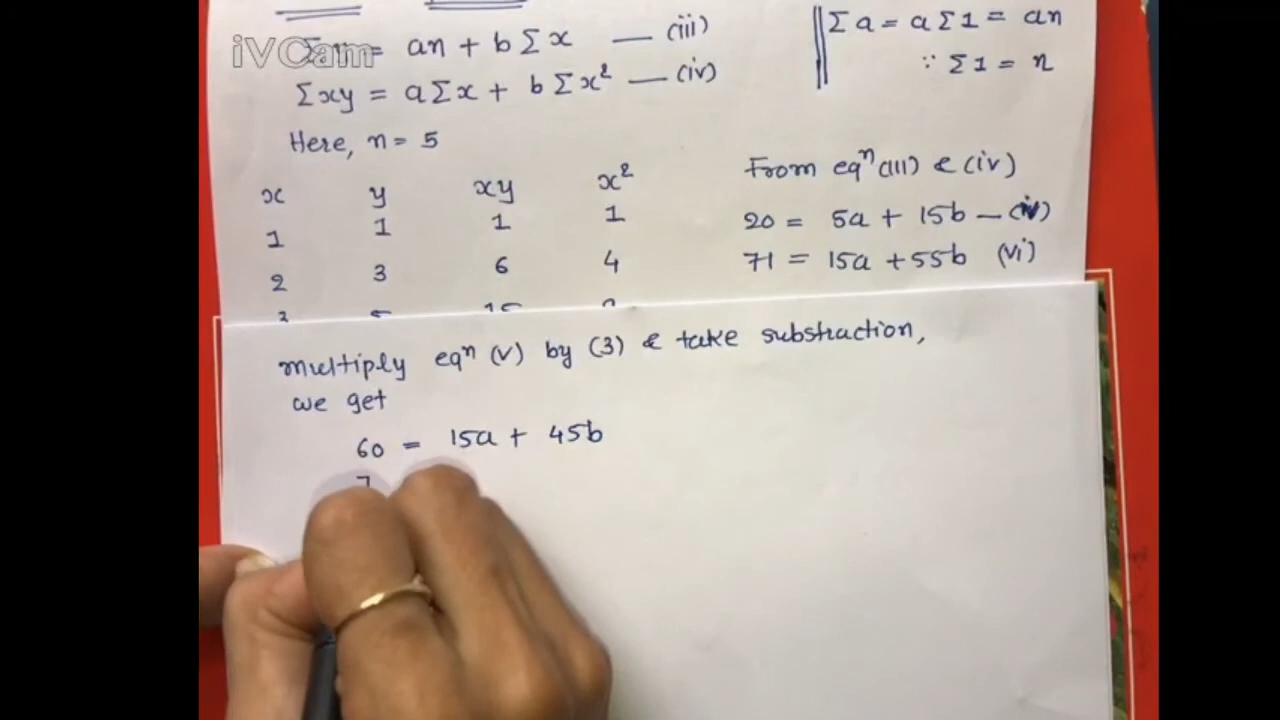 iVCam
= an + b Σx — (iii)
Σxy = aΣx + bΣx² — (iv)
Σa = aΣ1 = an
∵ Σ1 = n
Here, n = 5
x y xy x²
1 1 1 1
2 3 6 4
From eqⁿ (III) & (iv)
20 = 5a + 15b —
71 = 15a + 55b (vi)
multiply eqⁿ (v) by (3) & take substraction,
we get
60 = 15a + 45b
7